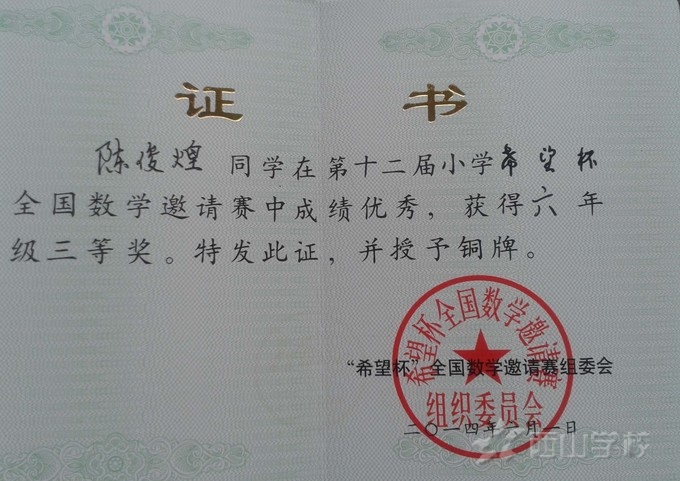 证书
陈俊煌 同学在第十二届小学希望杯
全国数学邀请赛中成绩优秀，获得六年
级三等奖。特发此证，并授予铜牌。
希望杯全国数学邀请赛
组织委员会
“希望杯”全国数学邀请赛组委会
二〇一四年六月一日
西山学校